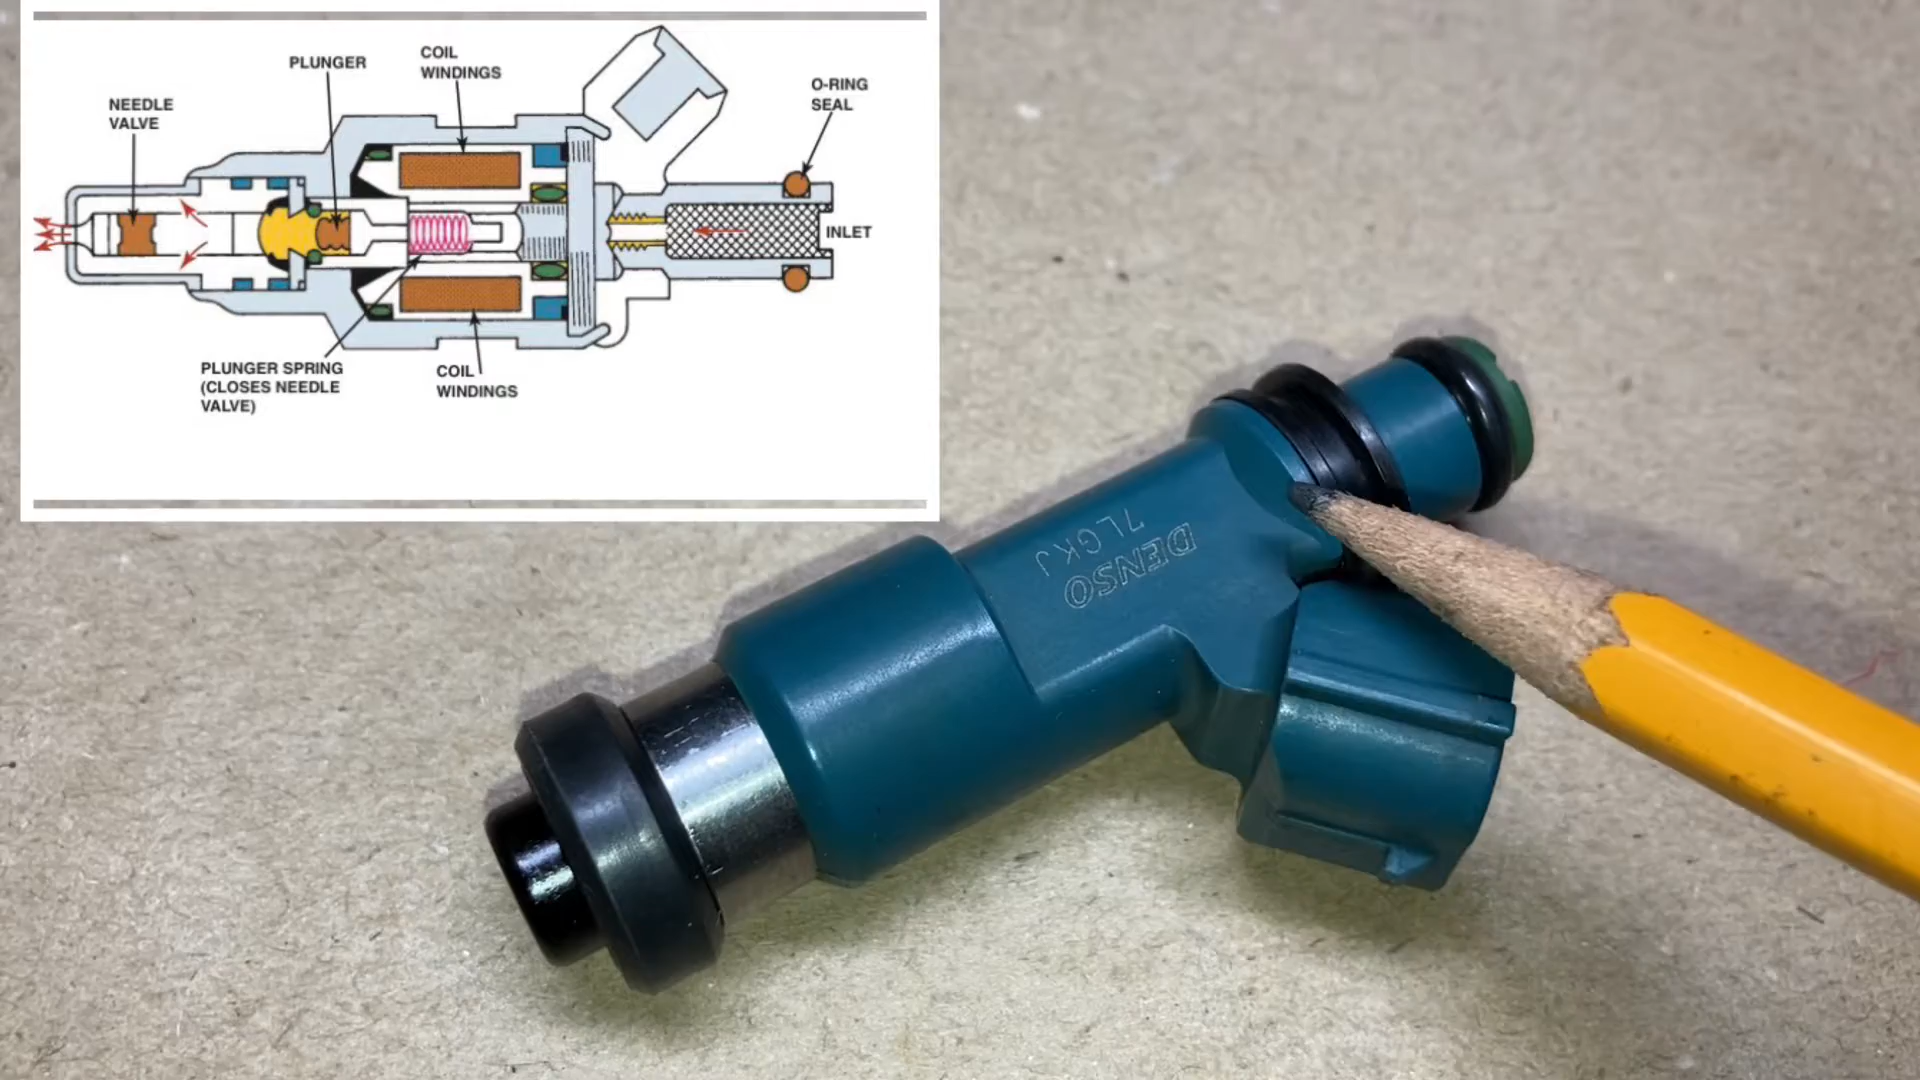 COIL
WINDINGS
PLUNGER
O-RING
SEAL
NEEDLE
VALVE
INLET
PLUNGER SPRING
(CLOSES NEEDLE
VALVE)
COIL
WINDINGS
DENSO
7LGKJ